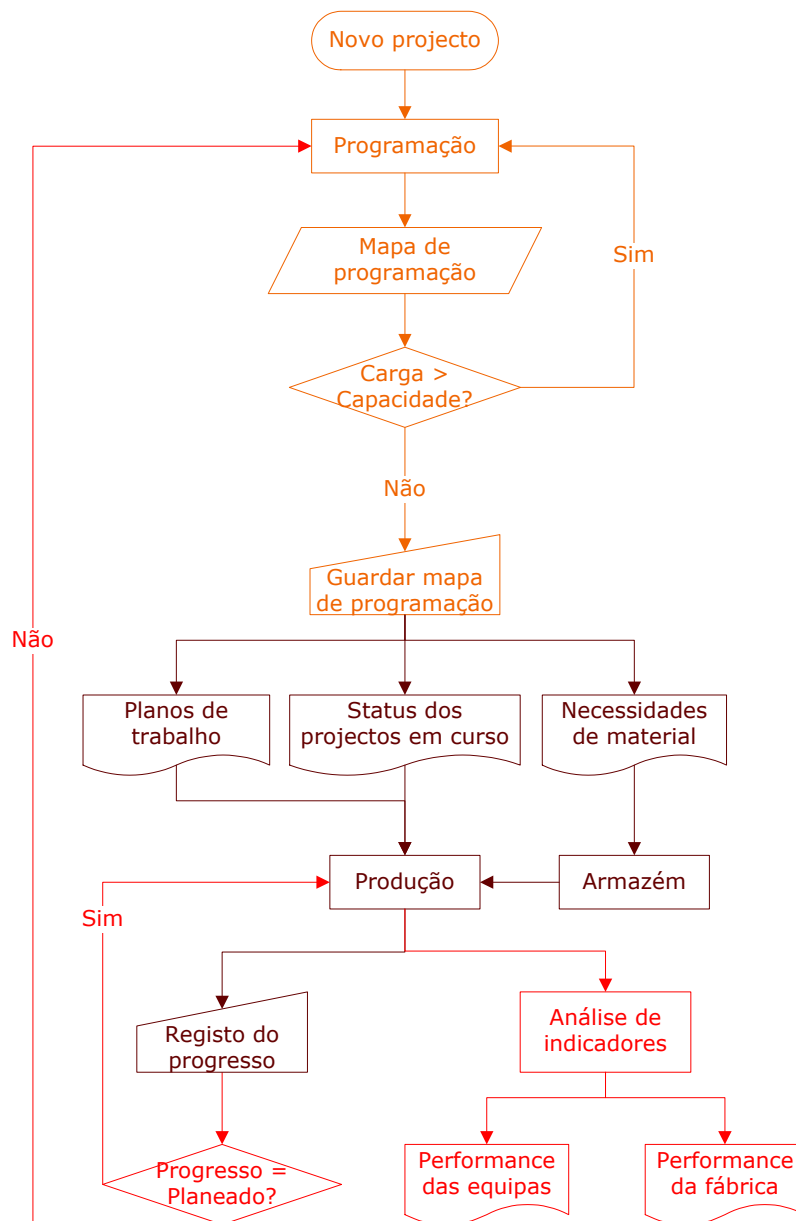 Novo projecto
Programação
Mapa de
programação
Sim
Carga >
Capacidade?
Não
Guardar mapa
de programação
Não
Planos de
trabalho
Status dos
projectos em curso
Necessidades
de material
Produção
Armazém
Sim
Registo do
progresso
Análise de
indicadores
Progresso =
Planeado?
Performance
das equipas
Performance
da fábrica